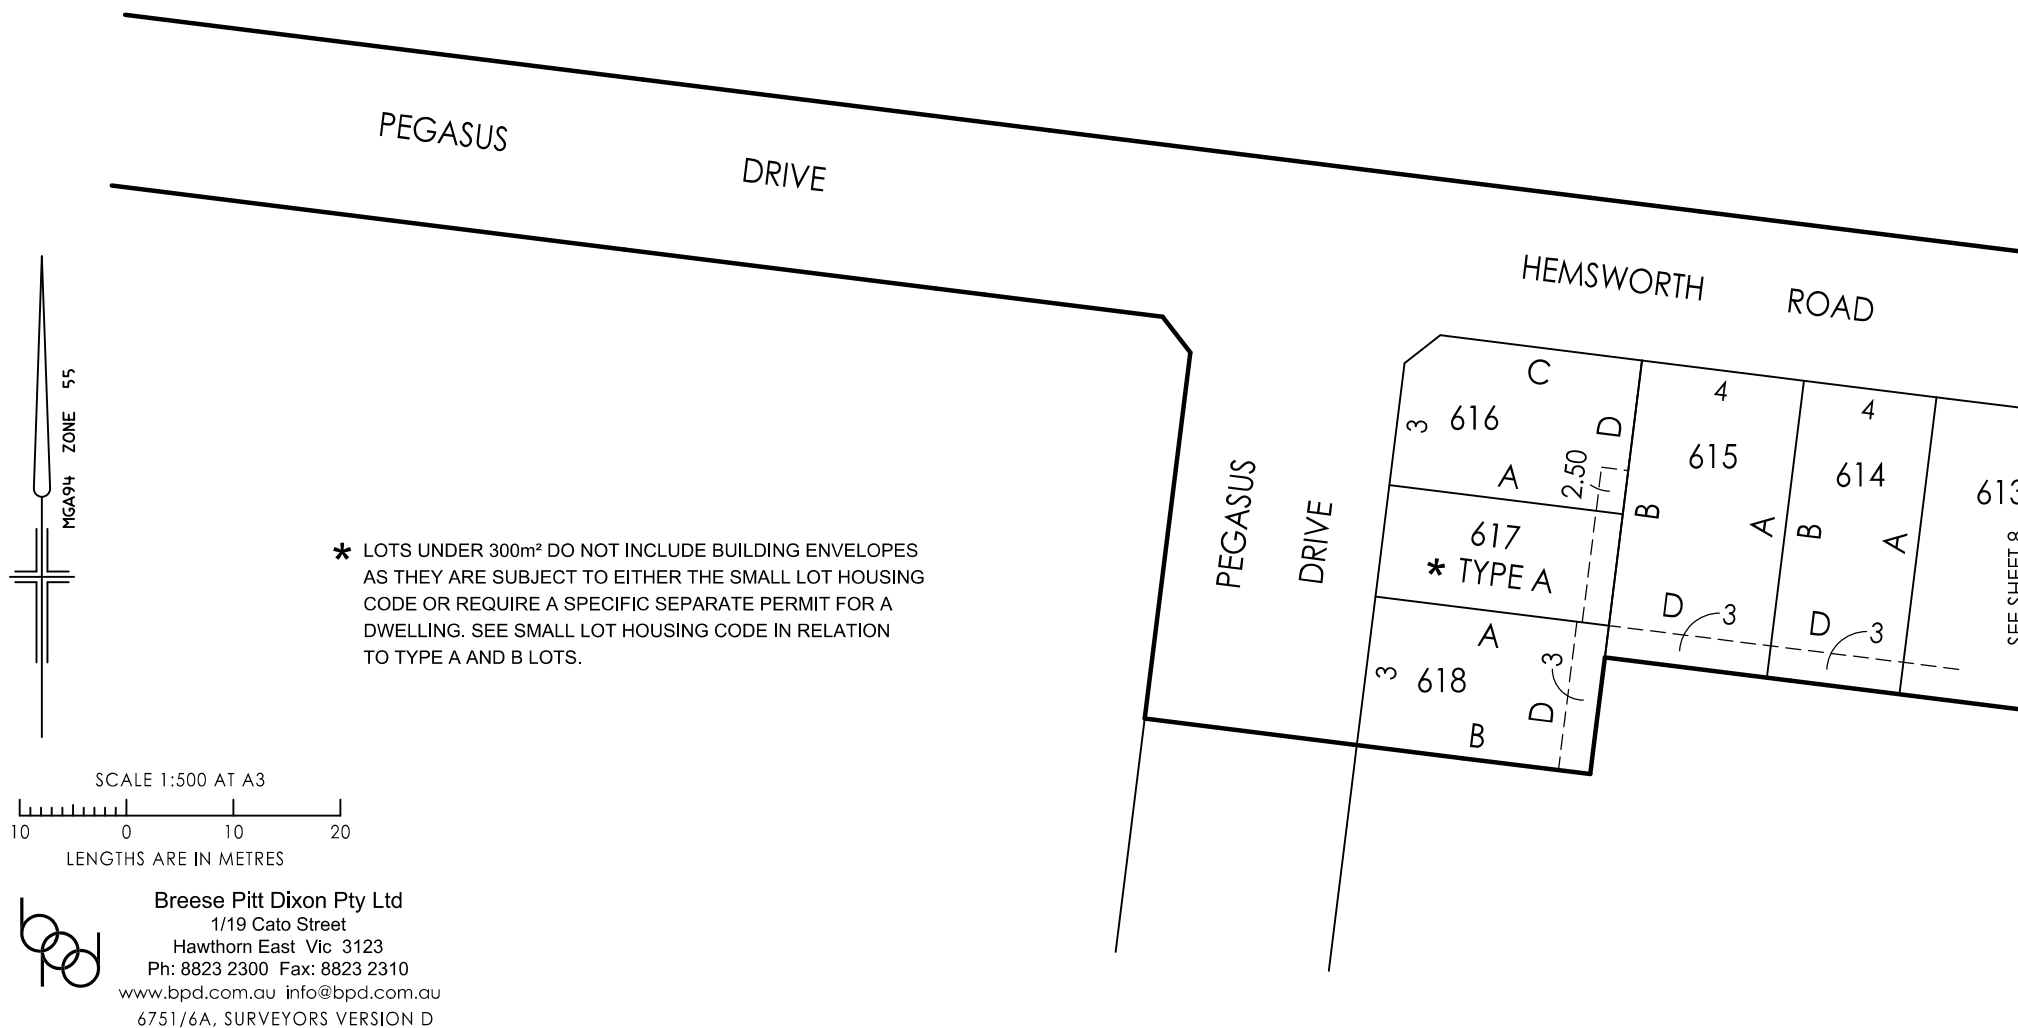 PEGASUS DRIVE
HEMSWORTH ROAD
MGA94 ZONE 55
C
3
616
D
A
2.50
4
615
B
A
D
3
4
614
B
A
D
3
613
SEE SHEET 8
PEGASUS
DRIVE
617
* TYPE A
A
3
618
3
D
B
* LOTS UNDER 300m² DO NOT INCLUDE BUILDING ENVELOPES
AS THEY ARE SUBJECT TO EITHER THE SMALL LOT HOUSING
CODE OR REQUIRE A SPECIFIC SEPARATE PERMIT FOR A
DWELLING. SEE SMALL LOT HOUSING CODE IN RELATION
TO TYPE A AND B LOTS.
SCALE 1:500 AT A3
10 0 10 20
LENGTHS ARE IN METRES
bpd
Breese Pitt Dixon Pty Ltd
1/19 Cato Street
Hawthorn East Vic 3123
Ph: 8823 2300 Fax: 8823 2310
www.bpd.com.au info@bpd.com.au
6751/6A, SURVEYORS VERSION D